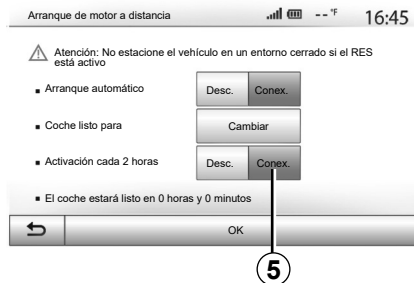 Arranque de motor a distancia
--°F
16:45
Atención: No estacione el vehículo en un entorno cerrado si el RES
está activo
Arranque automático
Desc.
Conex.
Coche listo para
Cambiar
Activación cada 2 horas
Desc.
Conex.
El coche estará listo en 0 horas y 0 minutos
OK
5